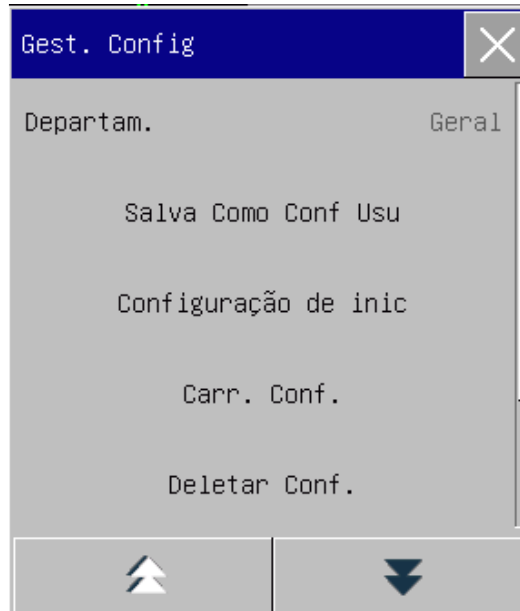 Gest. Config
Departam. Geral
Salva Como Conf Usu
Configuração de inic
Carr. Conf.
Deletar Conf.